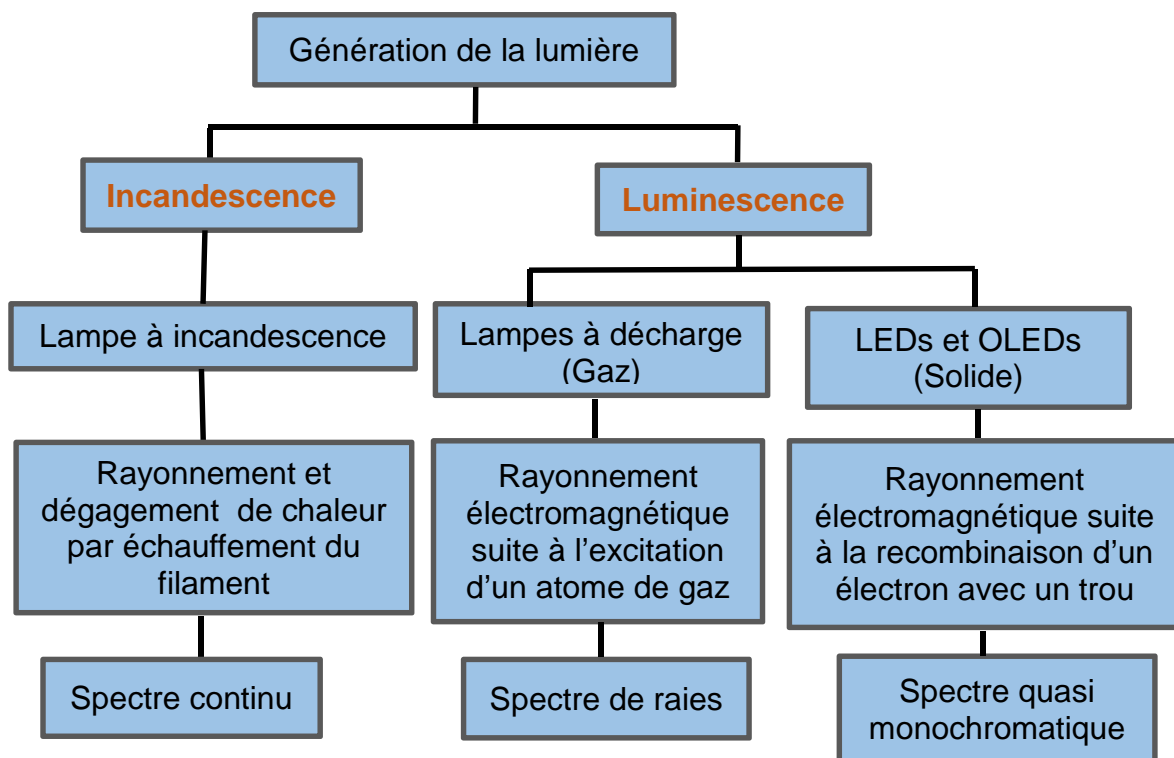 Génération de la lumière
Incandescence
Luminescence
Lampe à incandescence
Lampes à décharge
(Gaz)
LEDs et OLEDs
(Solide)
Rayonnement et
dégagement de chaleur
par échauffement du
filament
Rayonnement
électromagnétique
suite à l’excitation
d’un atome de gaz
Rayonnement
électromagnétique suite
à la recombinaison d’un
électron avec un trou
Spectre continu
Spectre de raies
Spectre quasi
monochromatique